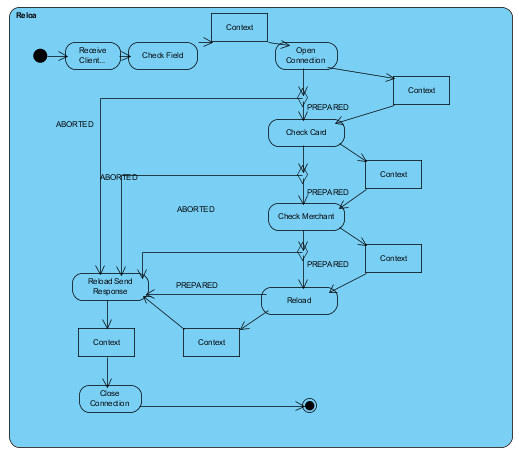 Reloa
Context
Receive
Client...
Check Field
Open
Connection
Context
PREPARED
ABORTED
Check Card
Context
ABORTED
PREPARED
ABORTED
Check Merchant
Context
PREPARED
Reload Send
Response
PREPARED
Reload
Context
Context
Close
Connection